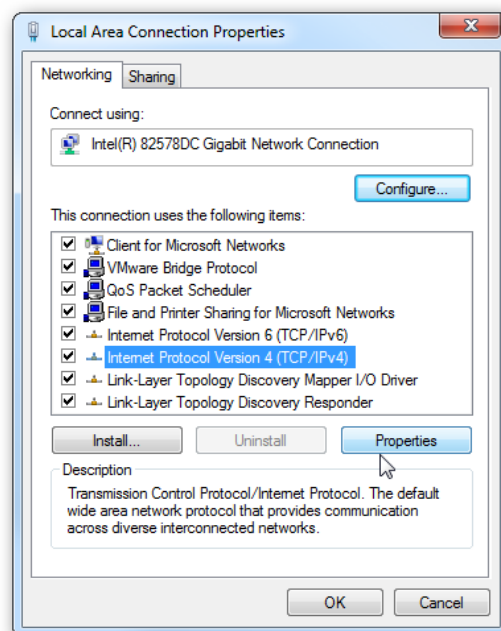 Local Area Connection Properties
X
Networking Sharing
Connect using:
Intel(R) 82578DC Gigabit Network Connection
Configure...
This connection uses the following items:
Client for Microsoft Networks
VMware Bridge Protocol
QoS Packet Scheduler
File and Printer Sharing for Microsoft Networks
Internet Protocol Version 6 (TCP/IPv6)
Internet Protocol Version 4 (TCP/IPv4)
Link-Layer Topology Discovery Mapper I/O Driver
Link-Layer Topology Discovery Responder
Install... Uninstall Properties
Description
Transmission Control Protocol/Internet Protocol. The default
wide area network protocol that provides communication
across diverse interconnected networks.
OK Cancel